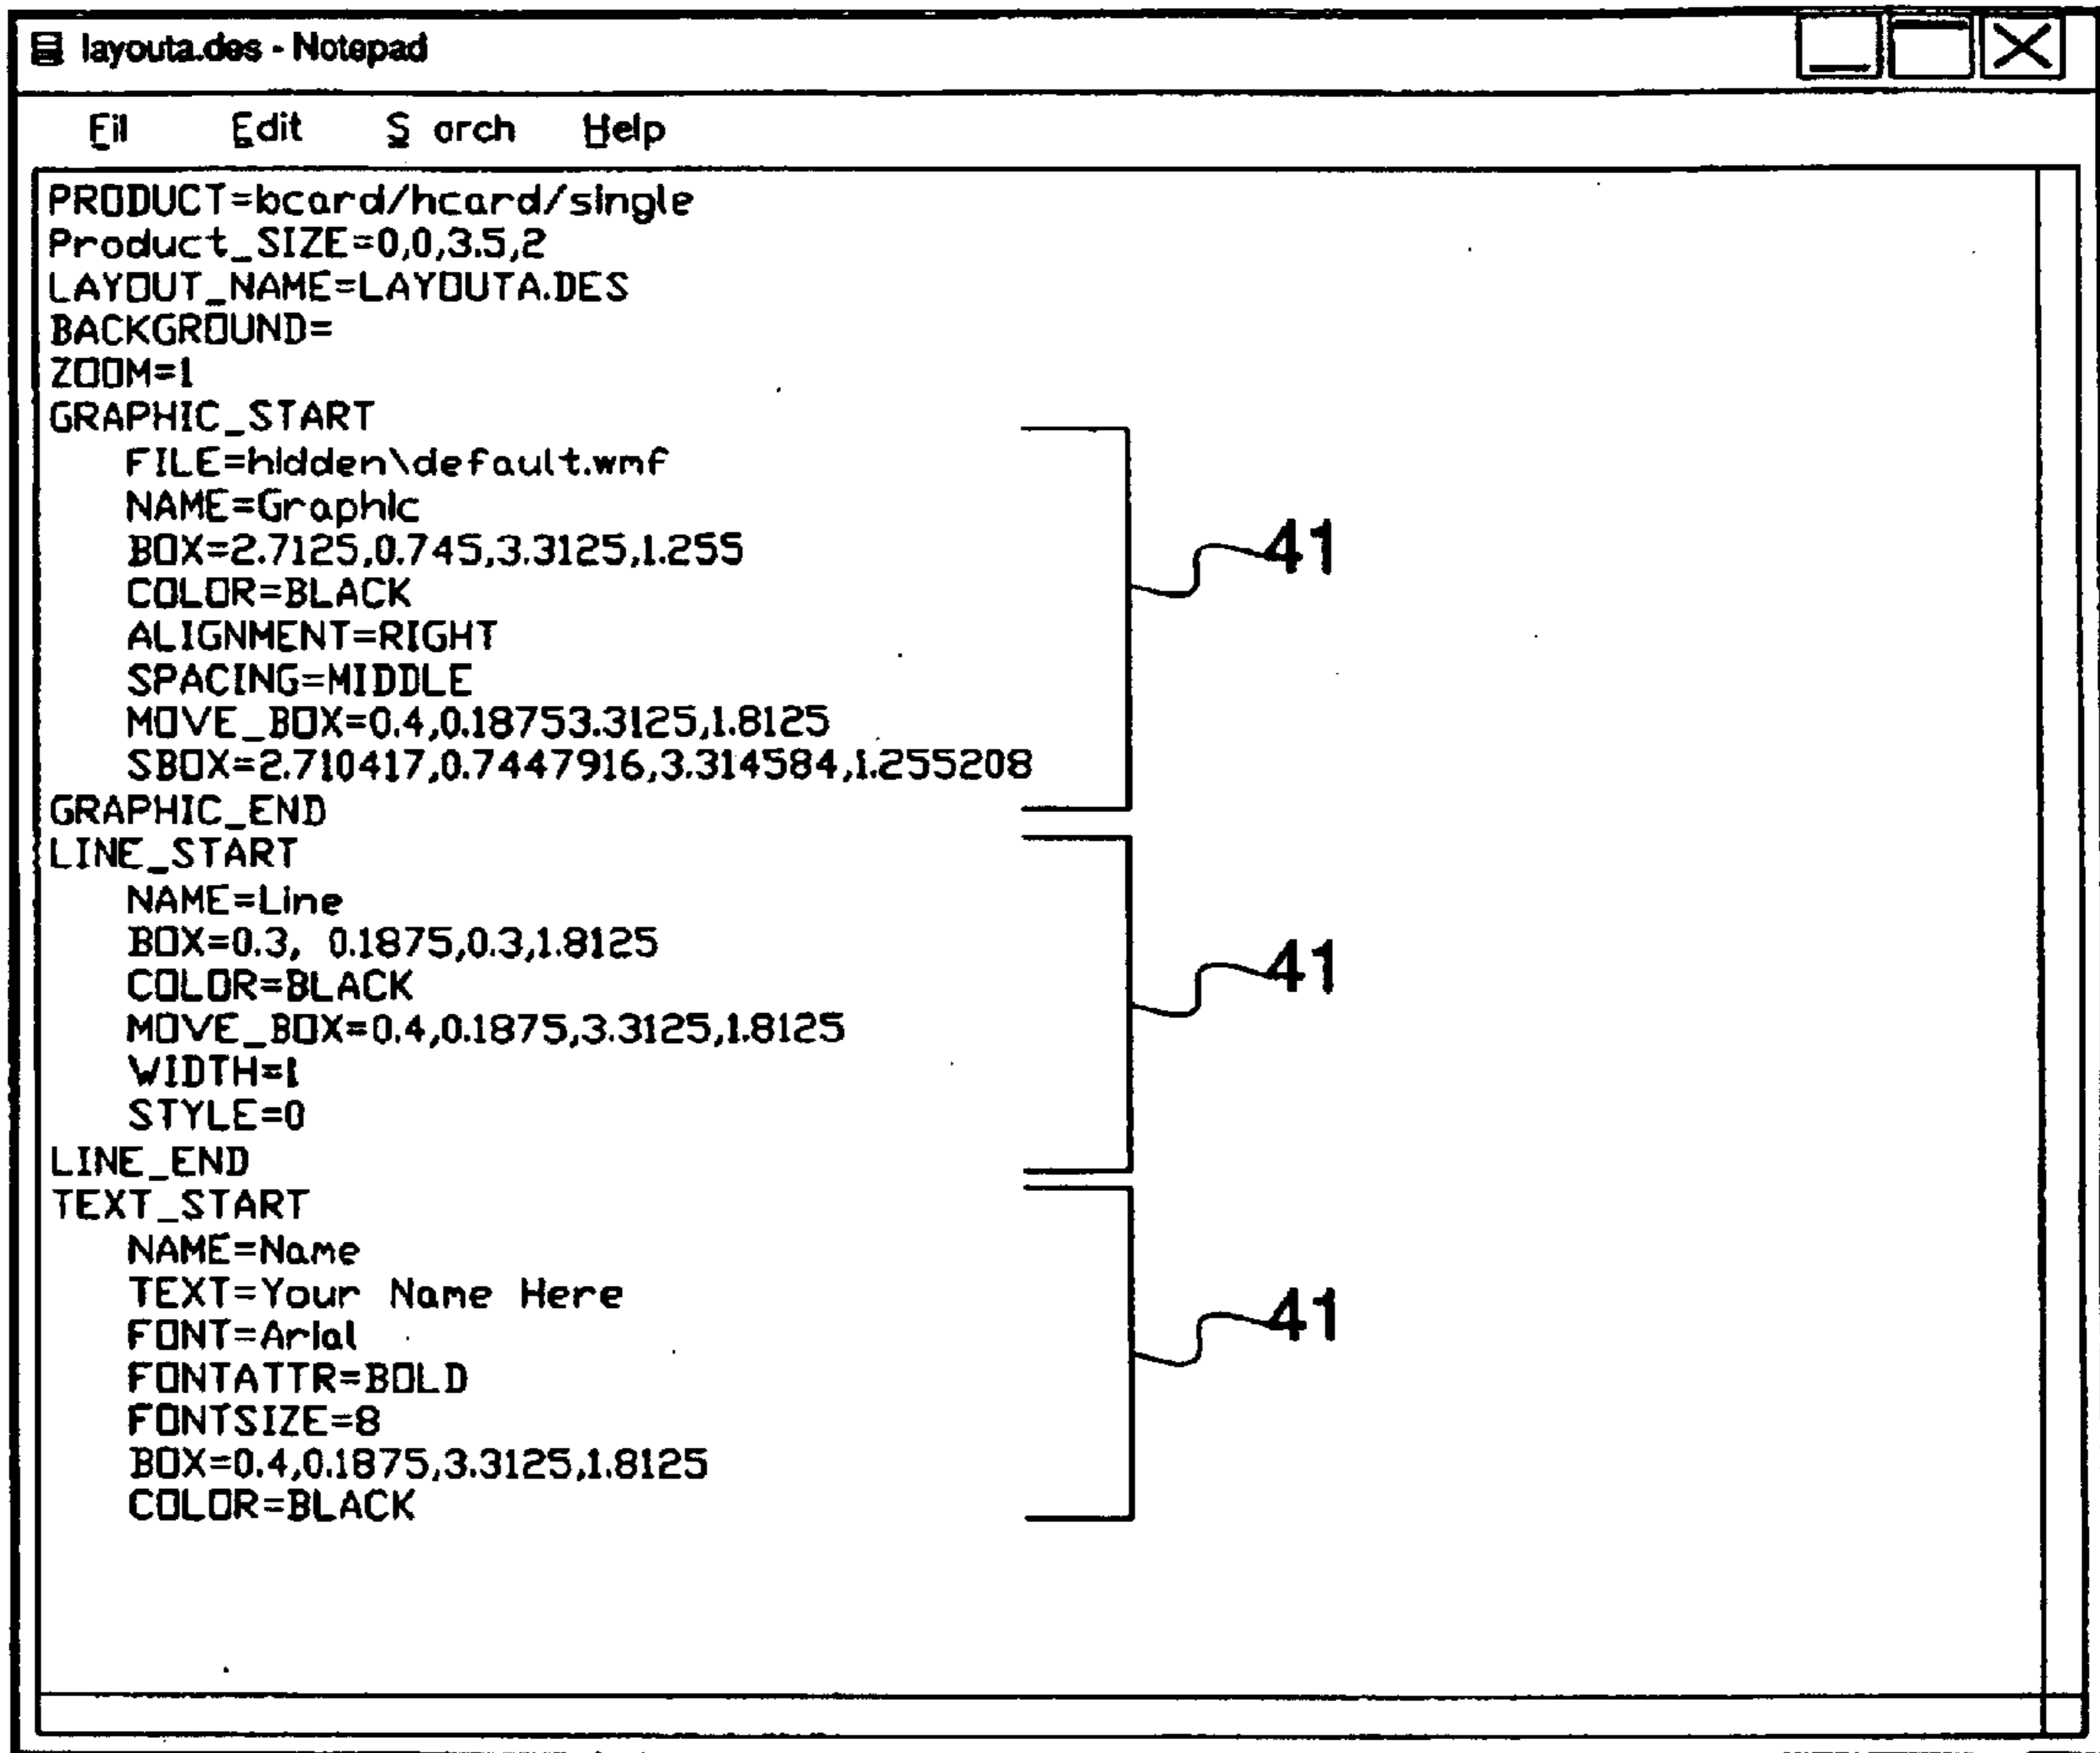 layouta.des - Notepad
Fil Edit S arch Help
PRODUCT=bcard/hcard/single
Product_SIZE=0,0,3.5,2
LAYOUT_NAME=LAYOUTA.DES
BACKGROUND=
ZOOM=1
GRAPHIC_START
FILE=hidden\default.wmf
NAME=Graphic
BOX=2.7125,0.745,3.3125,1.255
COLOR=BLACK
ALIGNMENT=RIGHT
SPACING=MIDDLE
MOVE_BOX=0.4,0.18753.3125,1.8125
SBOX=2.710417,0.7447916,3.314584,1.255208
GRAPHIC_END
41
LINE_START
NAME=Line
BOX=0.3, 0.1875,0.3,1.8125
COLOR=BLACK
MOVE_BOX=0.4,0.1875,3.3125,1.8125
WIDTH=1
STYLE=0
LINE_END
41
TEXT_START
NAME=Name
TEXT=Your Name Here
FONT=Arial
FONTATTR=BOLD
FONTSIZE=8
BOX=0.4,0.1875,3.3125,1.8125
COLOR=BLACK
41